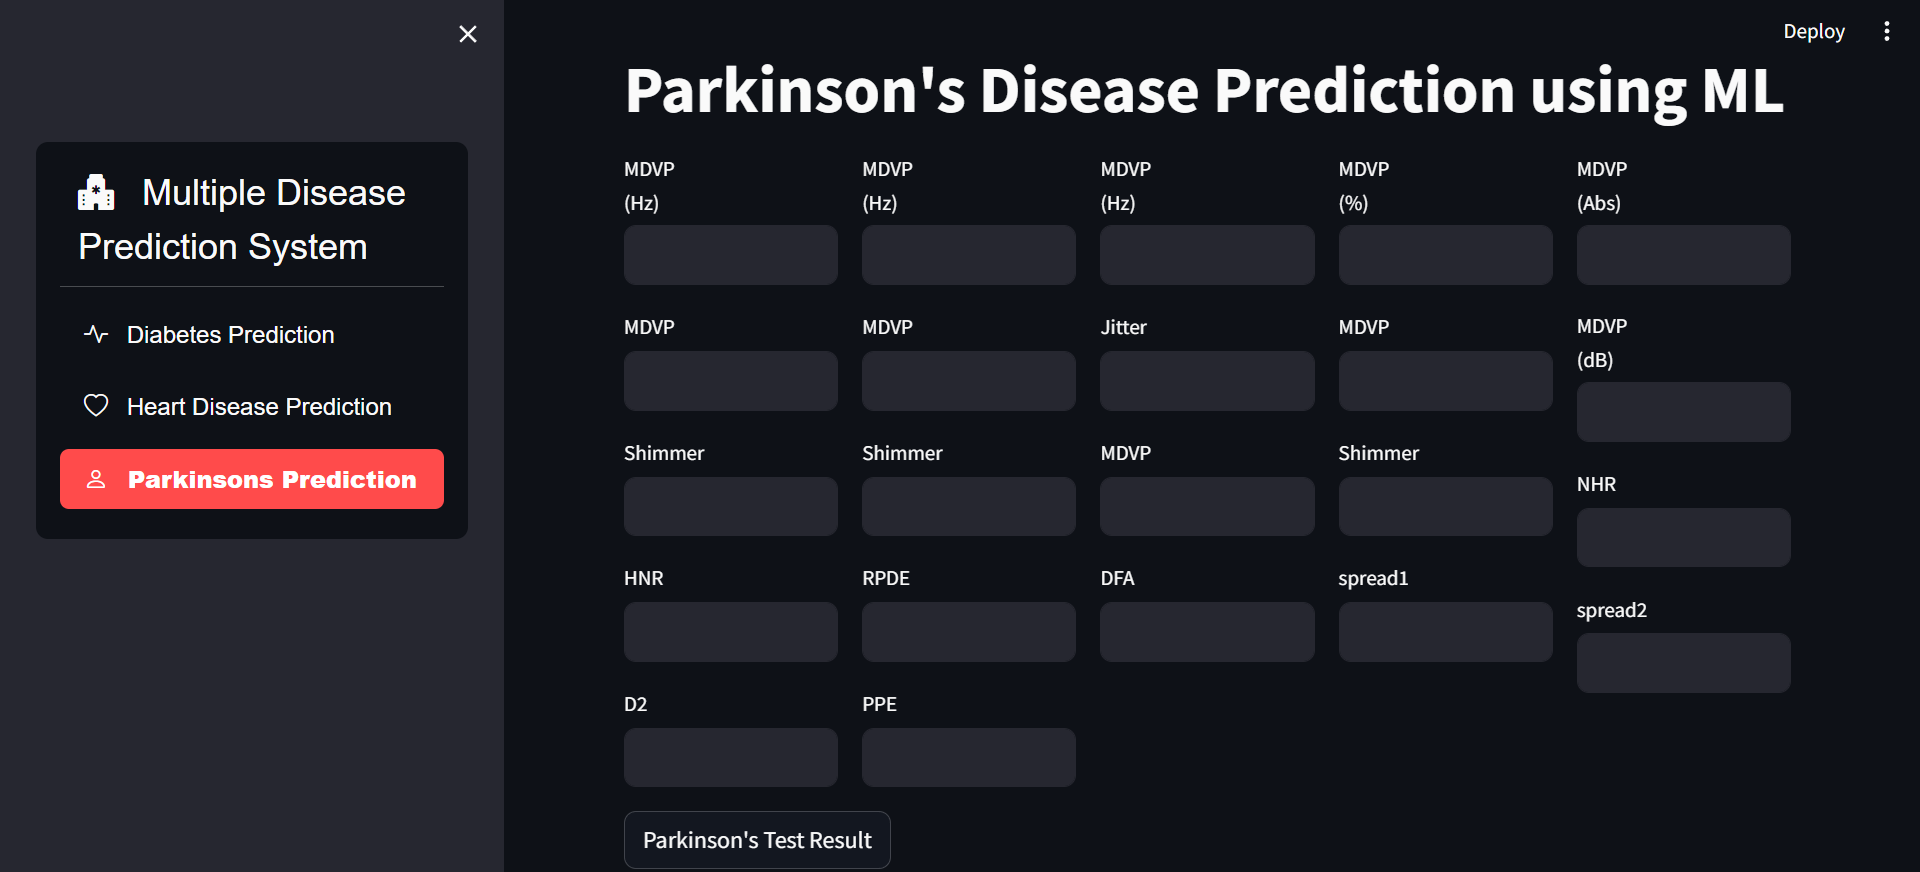 Multiple Disease
Prediction System
Diabetes Prediction
Heart Disease Prediction
Parkinsons Prediction
Deploy
Parkinson's Disease Prediction using ML
MDVP
(Hz)
MDVP
(Hz)
MDVP
(Hz)
MDVP
(%)
MDVP
(Abs)
MDVP
MDVP
Jitter
MDVP
MDVP
(dB)
Shimmer
Shimmer
MDVP
Shimmer
NHR
HNR
RPDE
DFA
spread1
spread2
D2
PPE
Parkinson's Test Result